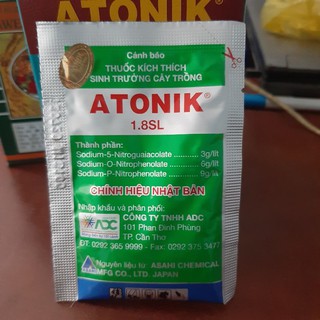 ATONIK®
Cảnh báo
THUỐC KÍCH THÍCH
SINH TRƯỞNG CÂY TRỒNG
ATONIK®
1.8SL
Thành phần:
Sodium-5-Nitroguaiacolate .......... 3g/lít
Sodium-O-Nitrophenolate .......... 6g/lít
Sodium-P-Nitrophenolate .......... 9g/lít
CHÍNH HIỆU NHẬT BẢN
Nhập khẩu và phân phối:
ADC
CÔNG TY TNHH ADC
101 Phan Đình Phùng
TP. Cần Thơ
ĐT: 0292 365 9999 - Fax: 0292 375 3477
Nguyên liệu từ: ASAHI CHEMICAL
MFG CO., LTD. JAPAN